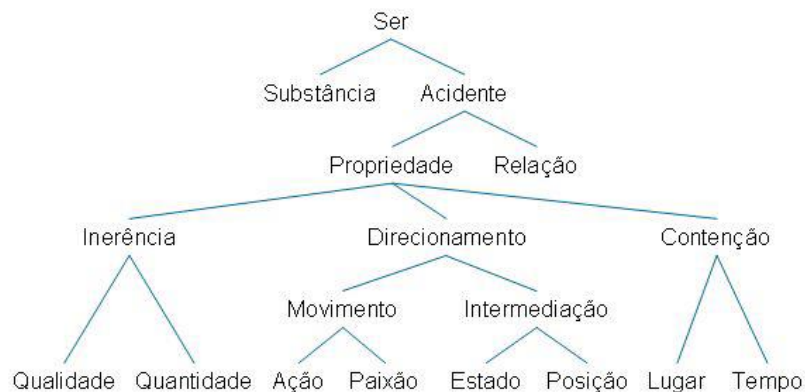 Ser
Substância Acidente
Propriedade Relação
Inerência Direcionamento Contenção
Movimento Intermediação
Qualidade Quantidade Ação Paixão Estado Posição Lugar Tempo